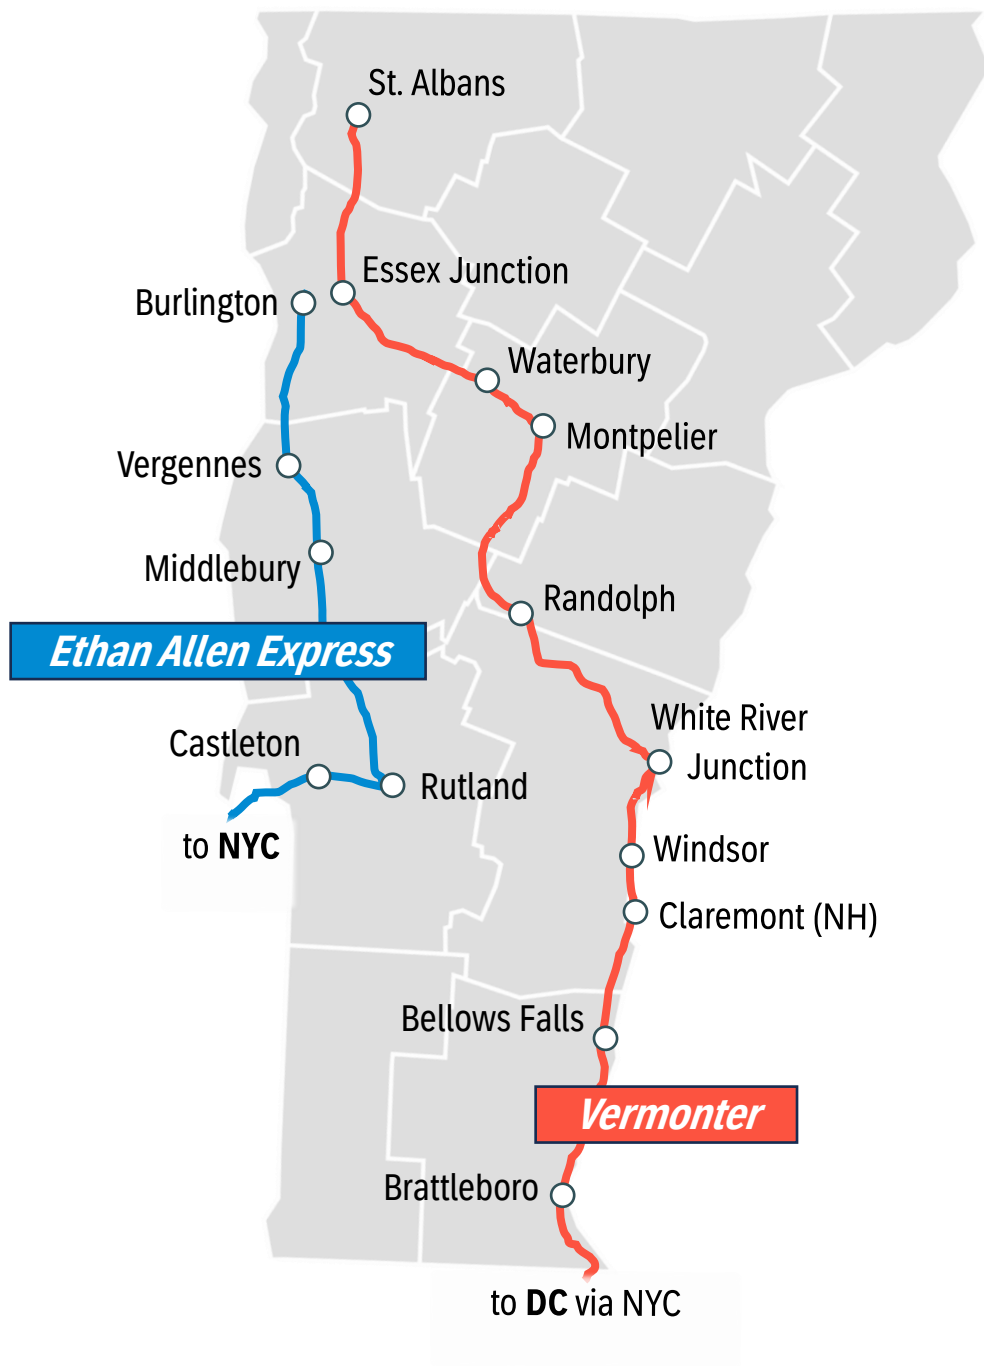 St. Albans
Essex Junction
Burlington
Waterbury
Montpelier
Vergennes
Middlebury
Randolph
Ethan Allen Express
White River
Junction
Castleton
Rutland
to NYC
Windsor
Claremont (NH)
Bellows Falls
Vermonter
Brattleboro
to DC via NYC